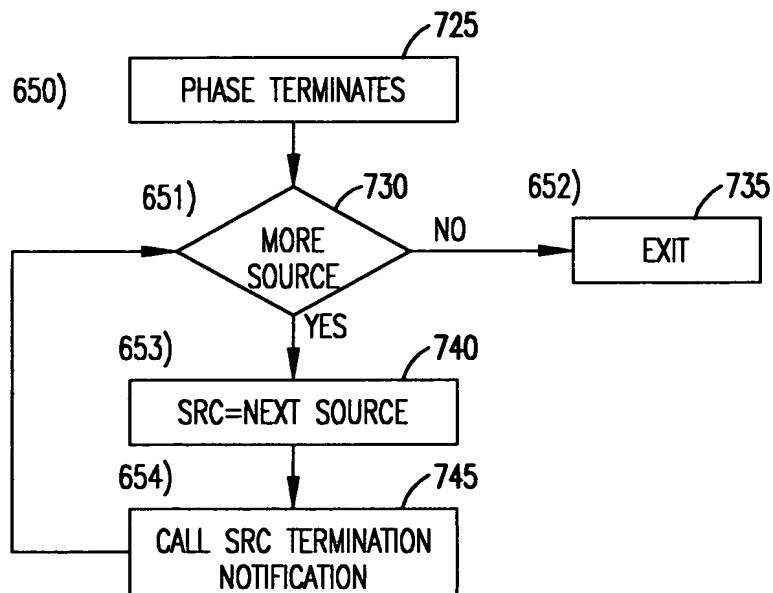 725
650)
PHASE TERMINATES
651)
730
652)
735
MORE
SOURCE
NO
EXIT
YES
653)
740
SRC=NEXT SOURCE
654)
745
CALL SRC TERMINATION
NOTIFICATION